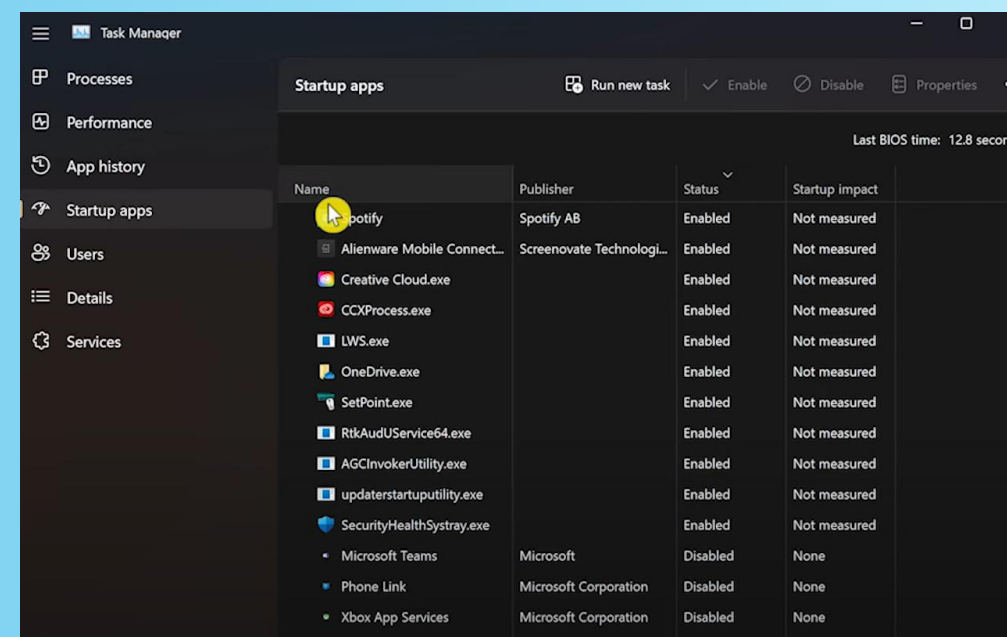 Task Manager
Processes
Performance
App history
Startup apps
Users
Details
Services
Startup apps Run new task Enable Disable Properties
Last BIOS time: 12.8
Name Publisher Status Startup impact
Spotify Spotify AB Enabled Not measured
Alienware Mobile Connect... Screenovate Technologi... Enabled Not measured
Creative Cloud.exe Enabled Not measured
CCXProcess.exe Enabled Not measured
LWS.exe Enabled Not measured
OneDrive.exe Enabled Not measured
SetPoint.exe Enabled Not measured
RtkAudUService64.exe Enabled Not measured
AGCInvokerUtility.exe Enabled Not measured
updaterstartuputility.exe Enabled Not measured
SecurityHealthSystray.exe Enabled Not measured
Microsoft Teams Microsoft Disabled None
Phone Link Microsoft Corporation Disabled None
Xbox App Services Microsoft Corporation Disabled None